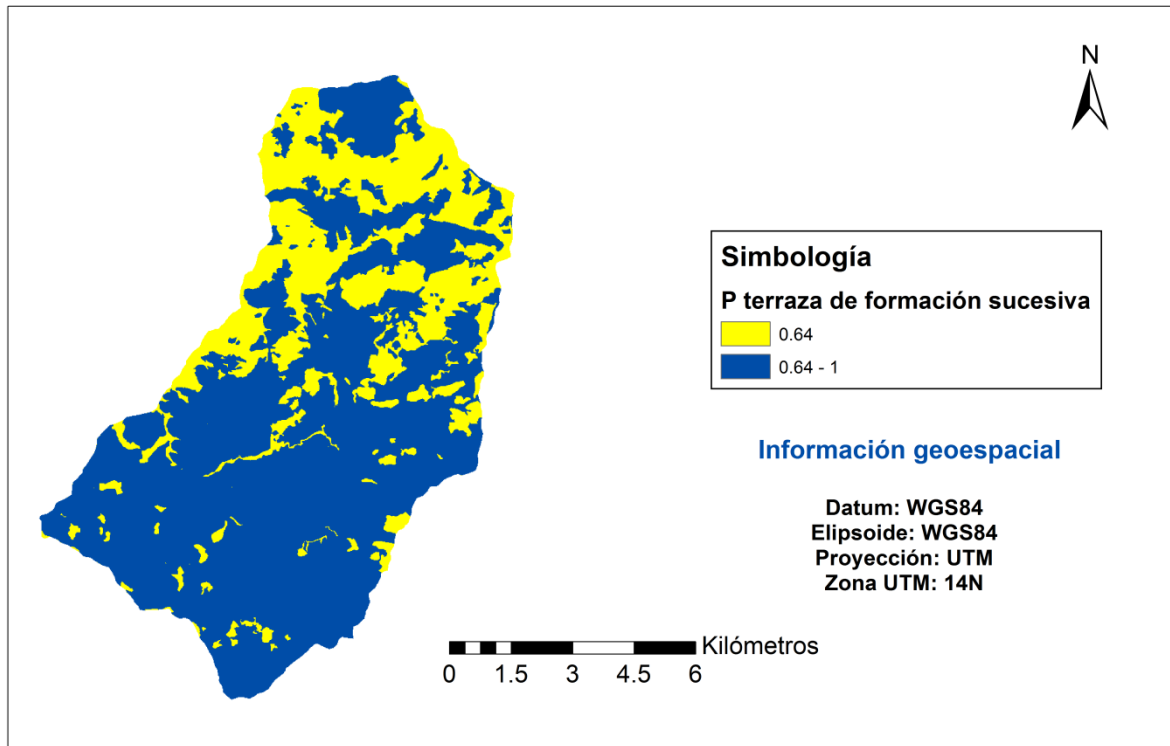 N
Simbología
P terraza de formación sucesiva
0.64
0.64 - 1
Información geoespacial
Datum: WGS84
Elipsoide: WGS84
Proyección: UTM
Zona UTM: 14N
Kilómetros
0 1.5 3 4.5 6